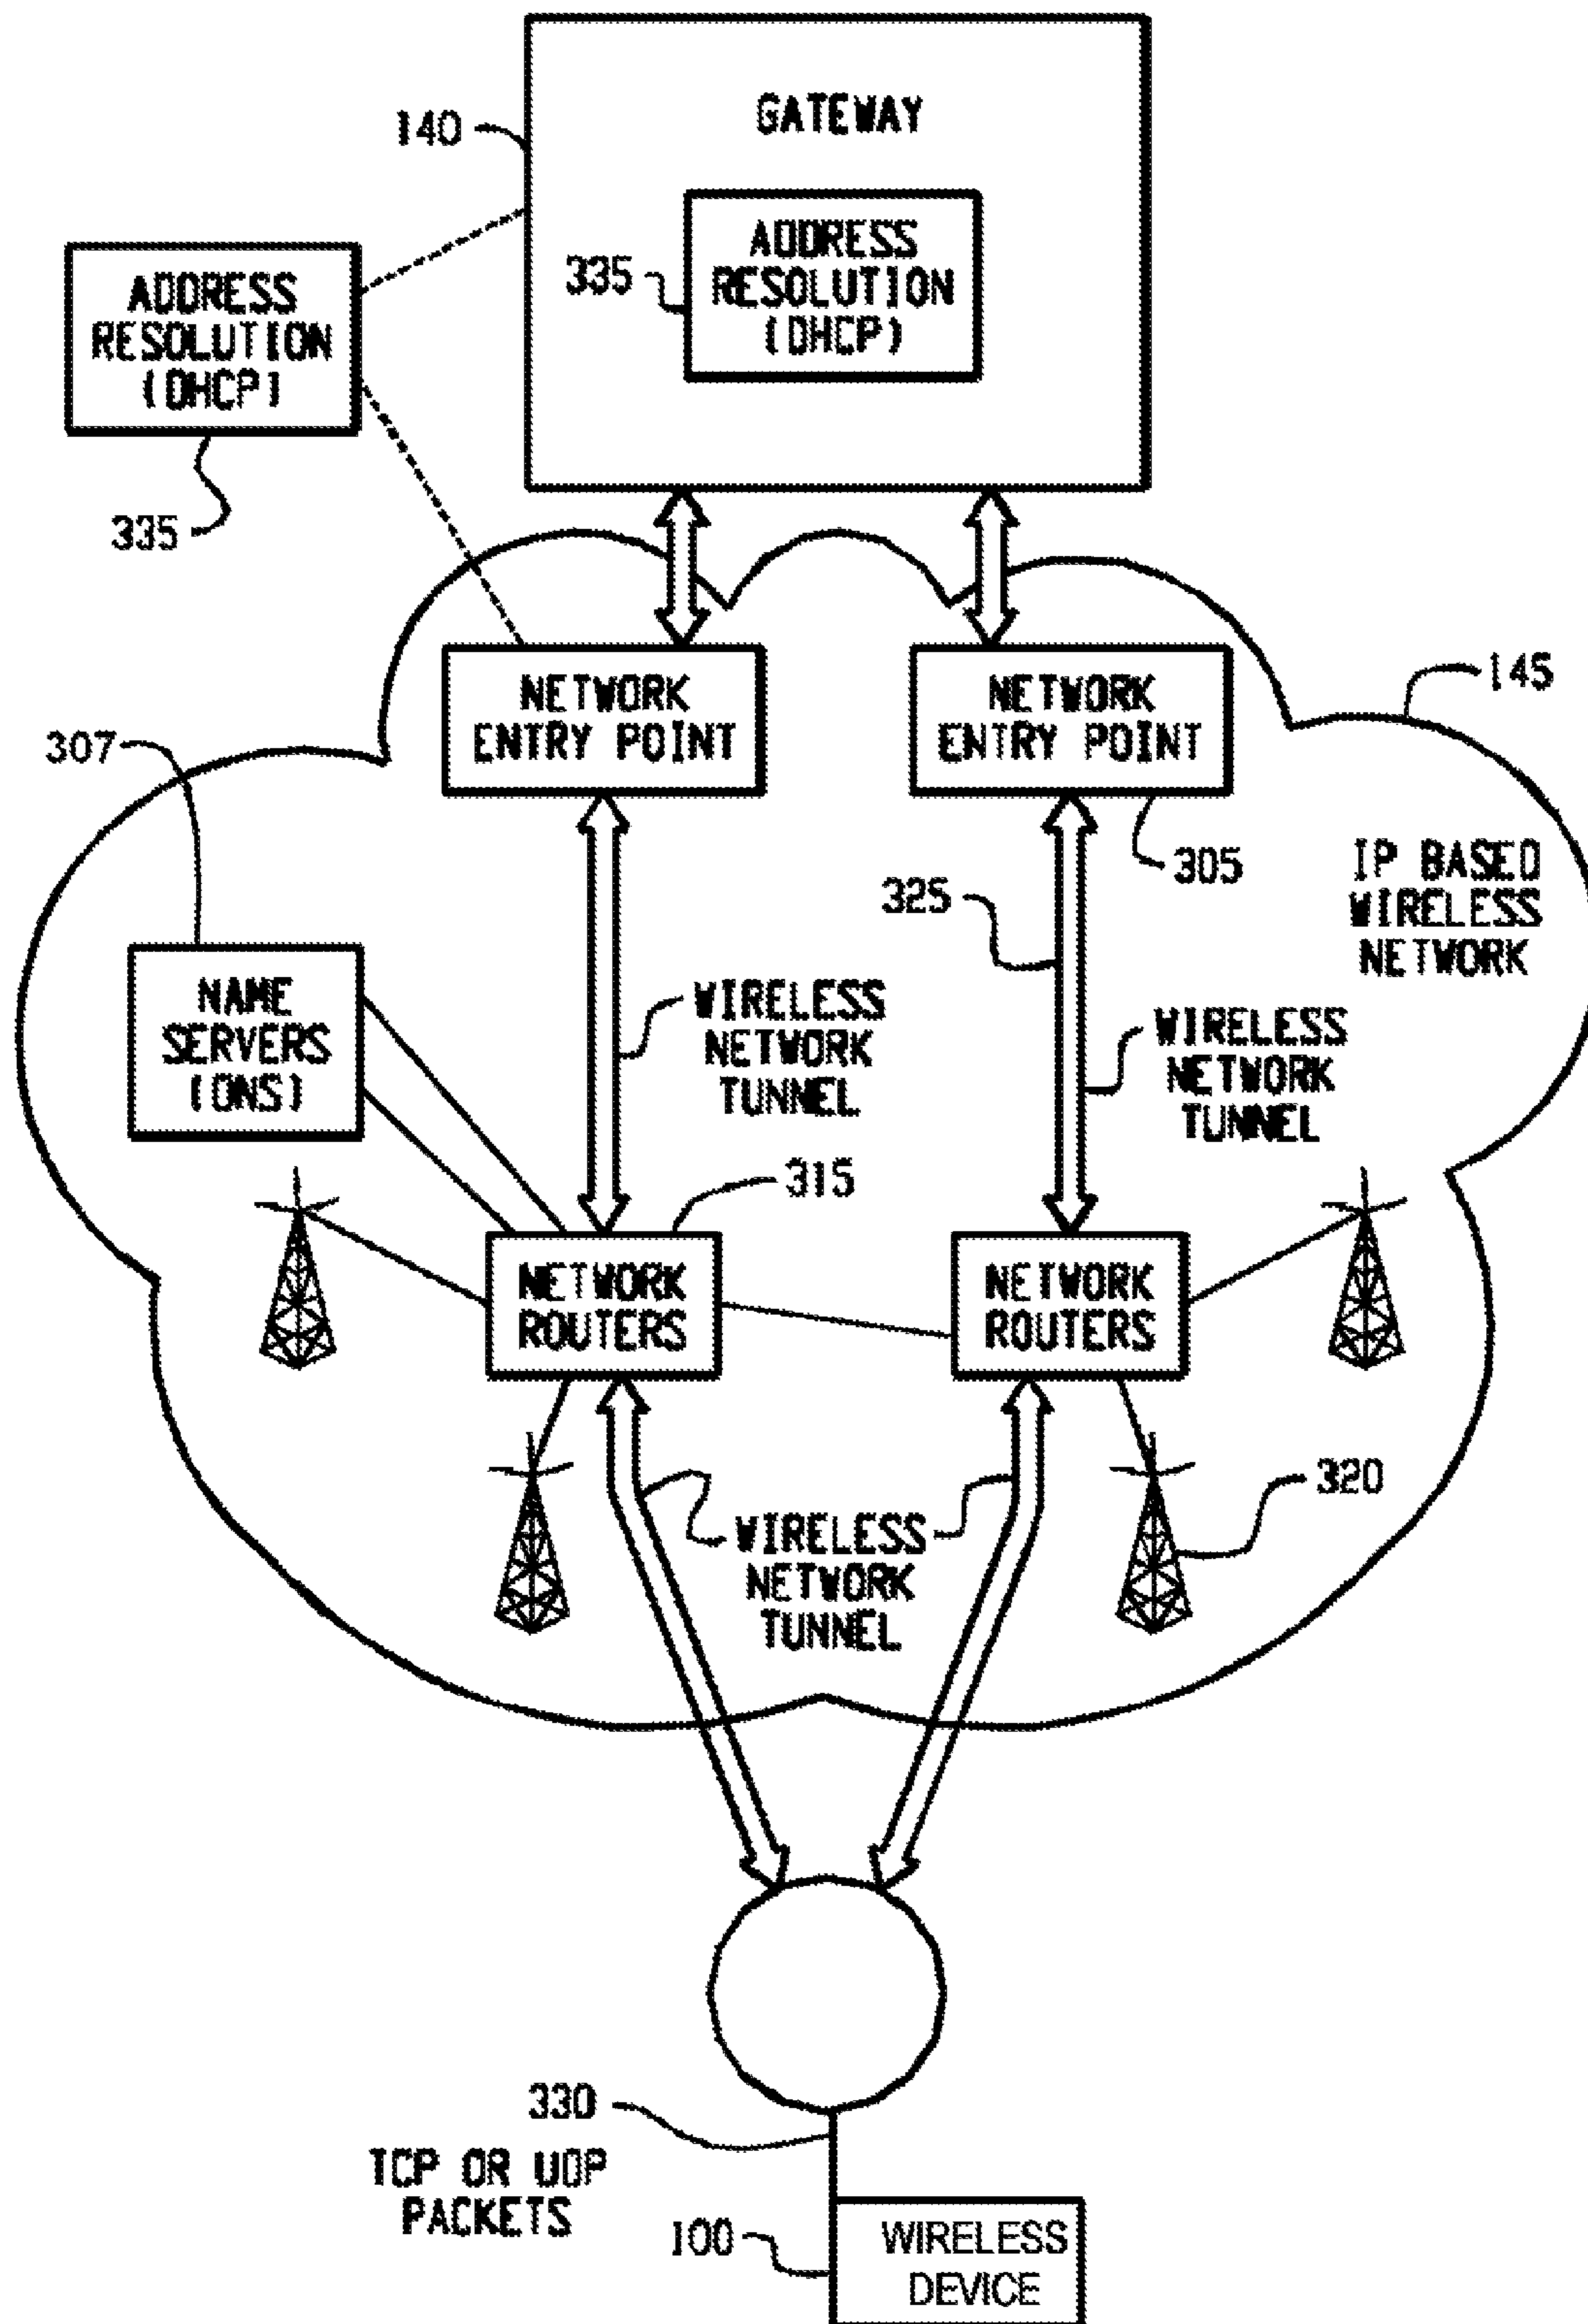 GATEWAY
140
ADDRESS
RESOLUTION
(DHCP)
335
ADDRESS
RESOLUTION
(DHCP)
335
NETWORK
ENTRY POINT
NETWORK
ENTRY POINT
145
307
305
IP BASED
WIRELESS
NETWORK
325
NAME
SERVERS
(DNS)
WIRELESS
NETWORK
TUNNEL
WIRELESS
NETWORK
TUNNEL
315
NETWORK
ROUTERS
NETWORK
ROUTERS
320
WIRELESS
NETWORK
TUNNEL
330
TCP OR UDP
PACKETS
100
WIRELESS
DEVICE